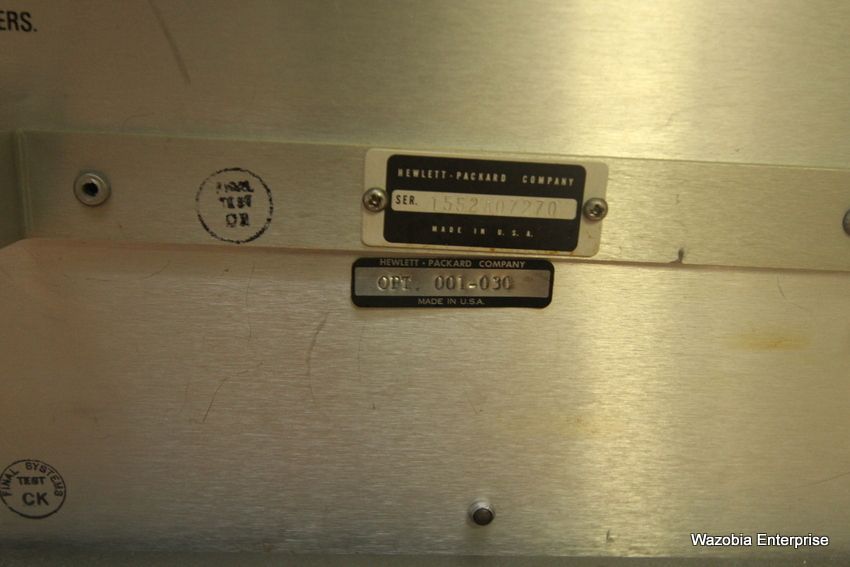 ERS.
HEWLETT-PACKARD COMPANY
SER. 1552A07270
MADE IN U.S.A.
FINAL
TEST
HEWLETT-PACKARD COMPANY
OPT. 001-030
MADE IN U.S.A.
FINAL SYSTEMS
TEST
CK
Wazobia Enterprise